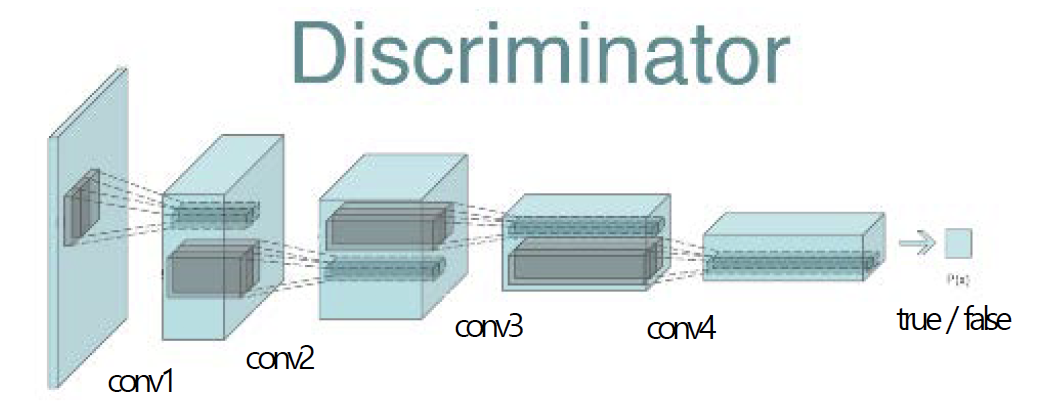 Discriminator
conv1
conv2
conv3
conv4
P(x)
true / false